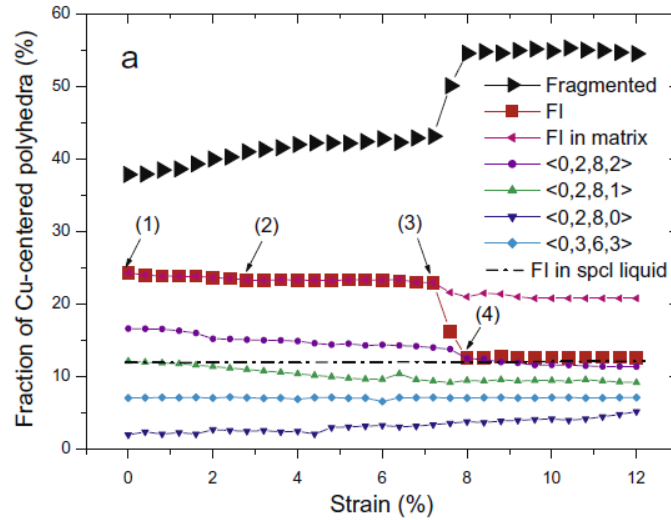 a
60
50
40
30
20
10
0
Fraction of Cu-centered polyhedra (%)
Fragmented
FI
FI in matrix
<0,2,8,2>
<0,2,8,1>
<0,2,8,0>
<0,3,6,3>
FI in spcl liquid
(1)
(2)
(3)
(4)
0 2 4 6 8 10 12
Strain (%)